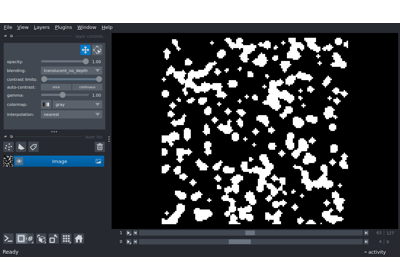 File View Layers Plugins Window Help
opacity: 1.00
blending: translucent_no_depth
contrast limits:
auto-contrast: once continuous
gamma: 1.00
colormap: gray
interpolation: nearest
Image
1
0
Ready
activity